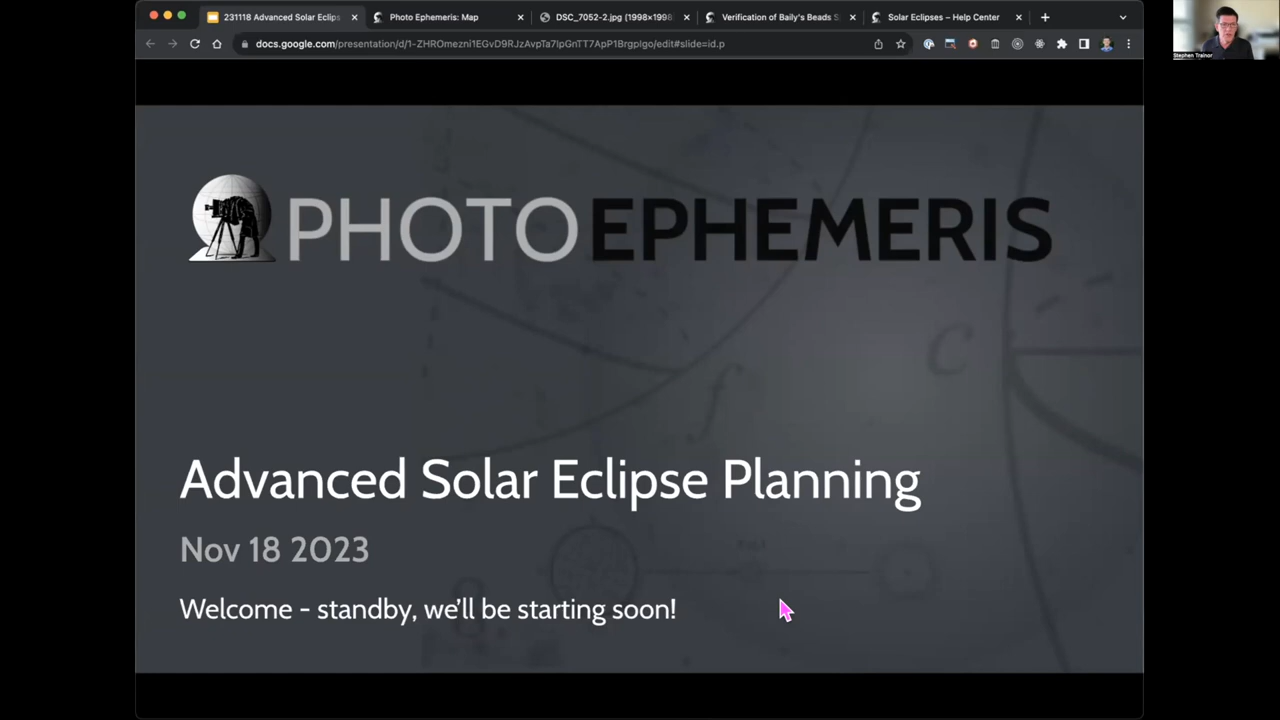 231118 Advanced Solar Eclips
Photo Ephemeris: Map
DSC_7052-2.jpg (1998×1998
Verification of Baily's Beads S
Solar Eclipses – Help Center
docs.google.com/presentation/d/1-ZHROmezni1EGvD9RJzAvpTa7lpGnTT7ApP1Brgplgo/edit#slide=id.p
Stephen Trainor
PHOTO EPHEMERIS
C
f
Advanced Solar Eclipse Planning
Nov 18 2023
Welcome - standby, we'll be starting soon!